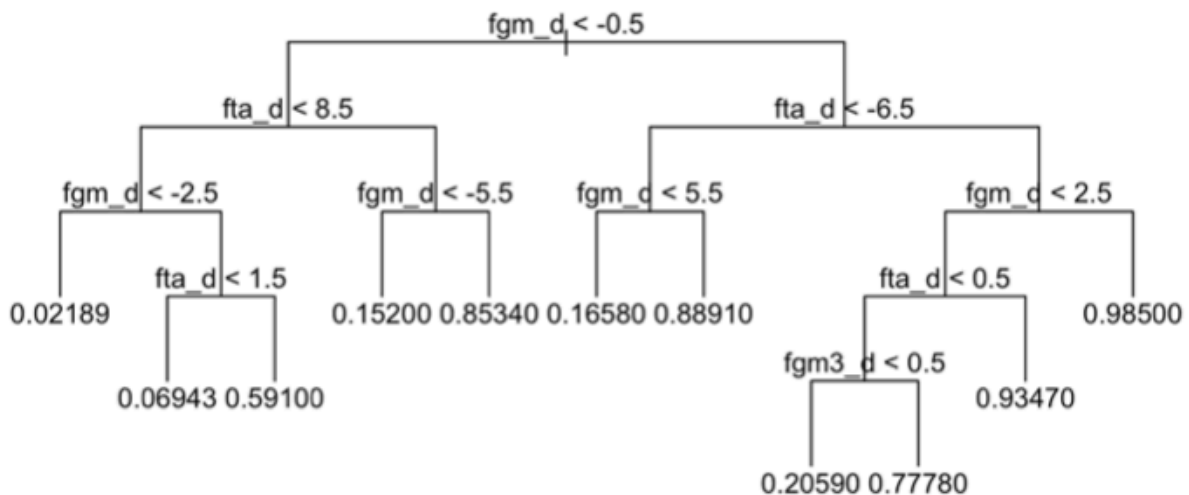 fgm_d < -0.5
fta_d < 8.5 fta_d < -6.5
fgm_d < -2.5 fgm_d < -5.5 fgm_d < 5.5 fgm_d < 2.5
fta_d < 1.5 fta_d < 0.5
0.02189 0.15200 0.85340 0.16580 0.88910 0.98500
fgm3_d < 0.5
0.06943 0.59100 0.93470
0.20590 0.77780